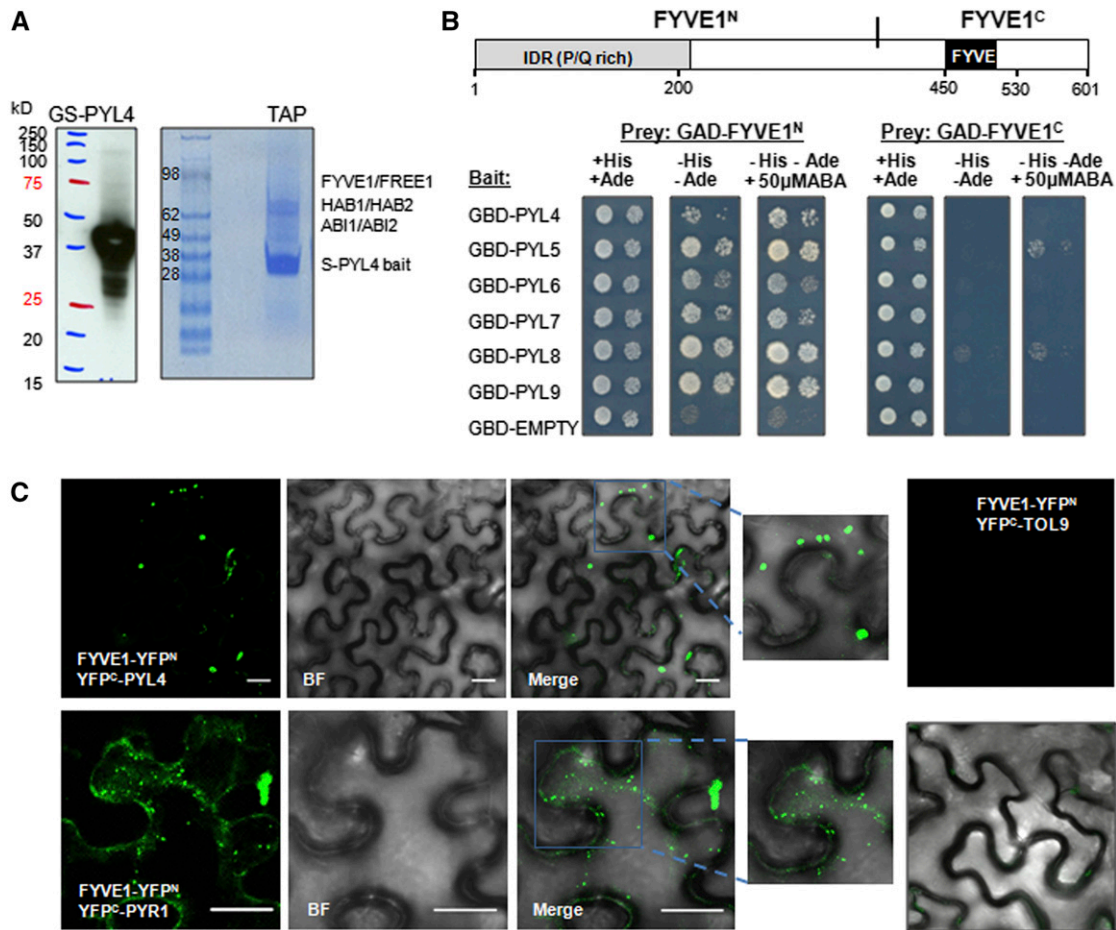 A
kD
GS-PYL4
TAP
250
150
100
75
50
37
25
20
15
98
62
49
38
28
FYVE1/FREE1
HAB1/HAB2
ABI1/ABI2
S-PYL4 bait
B
FYVE1ᴺ
FYVE1ᶜ
IDR (P/Q rich)
FYVE
1
200
450
530
601
Prey: GAD-FYVE1ᴺ
Prey: GAD-FYVE1ᶜ
Bait:
+His
+Ade
-His
-Ade
- His - Ade
+ 50µMABA
+His
+Ade
-His
-Ade
- His -Ade
+ 50µMABA
GBD-PYL4
GBD-PYL5
GBD-PYL6
GBD-PYL7
GBD-PYL8
GBD-PYL9
GBD-EMPTY
C
FYVE1-YFPᴺ
YFPᶜ-PYL4
BF
Merge
FYVE1-YFPᴺ
YFPᶜ-TOL9
FYVE1-YFPᴺ
YFPᶜ-PYR1
BF
Merge